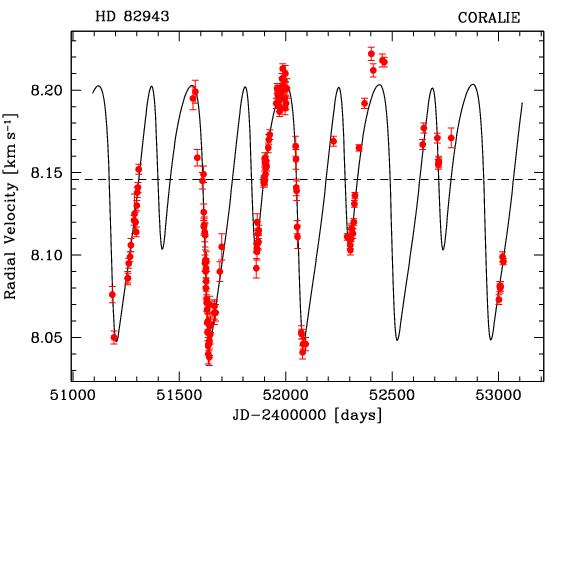 HD 82943 CORALIE
8.20
8.15
8.10
8.05
Radial Velocity [km s⁻¹]
51000 51500 52000 52500 53000
JD-2400000 [days]